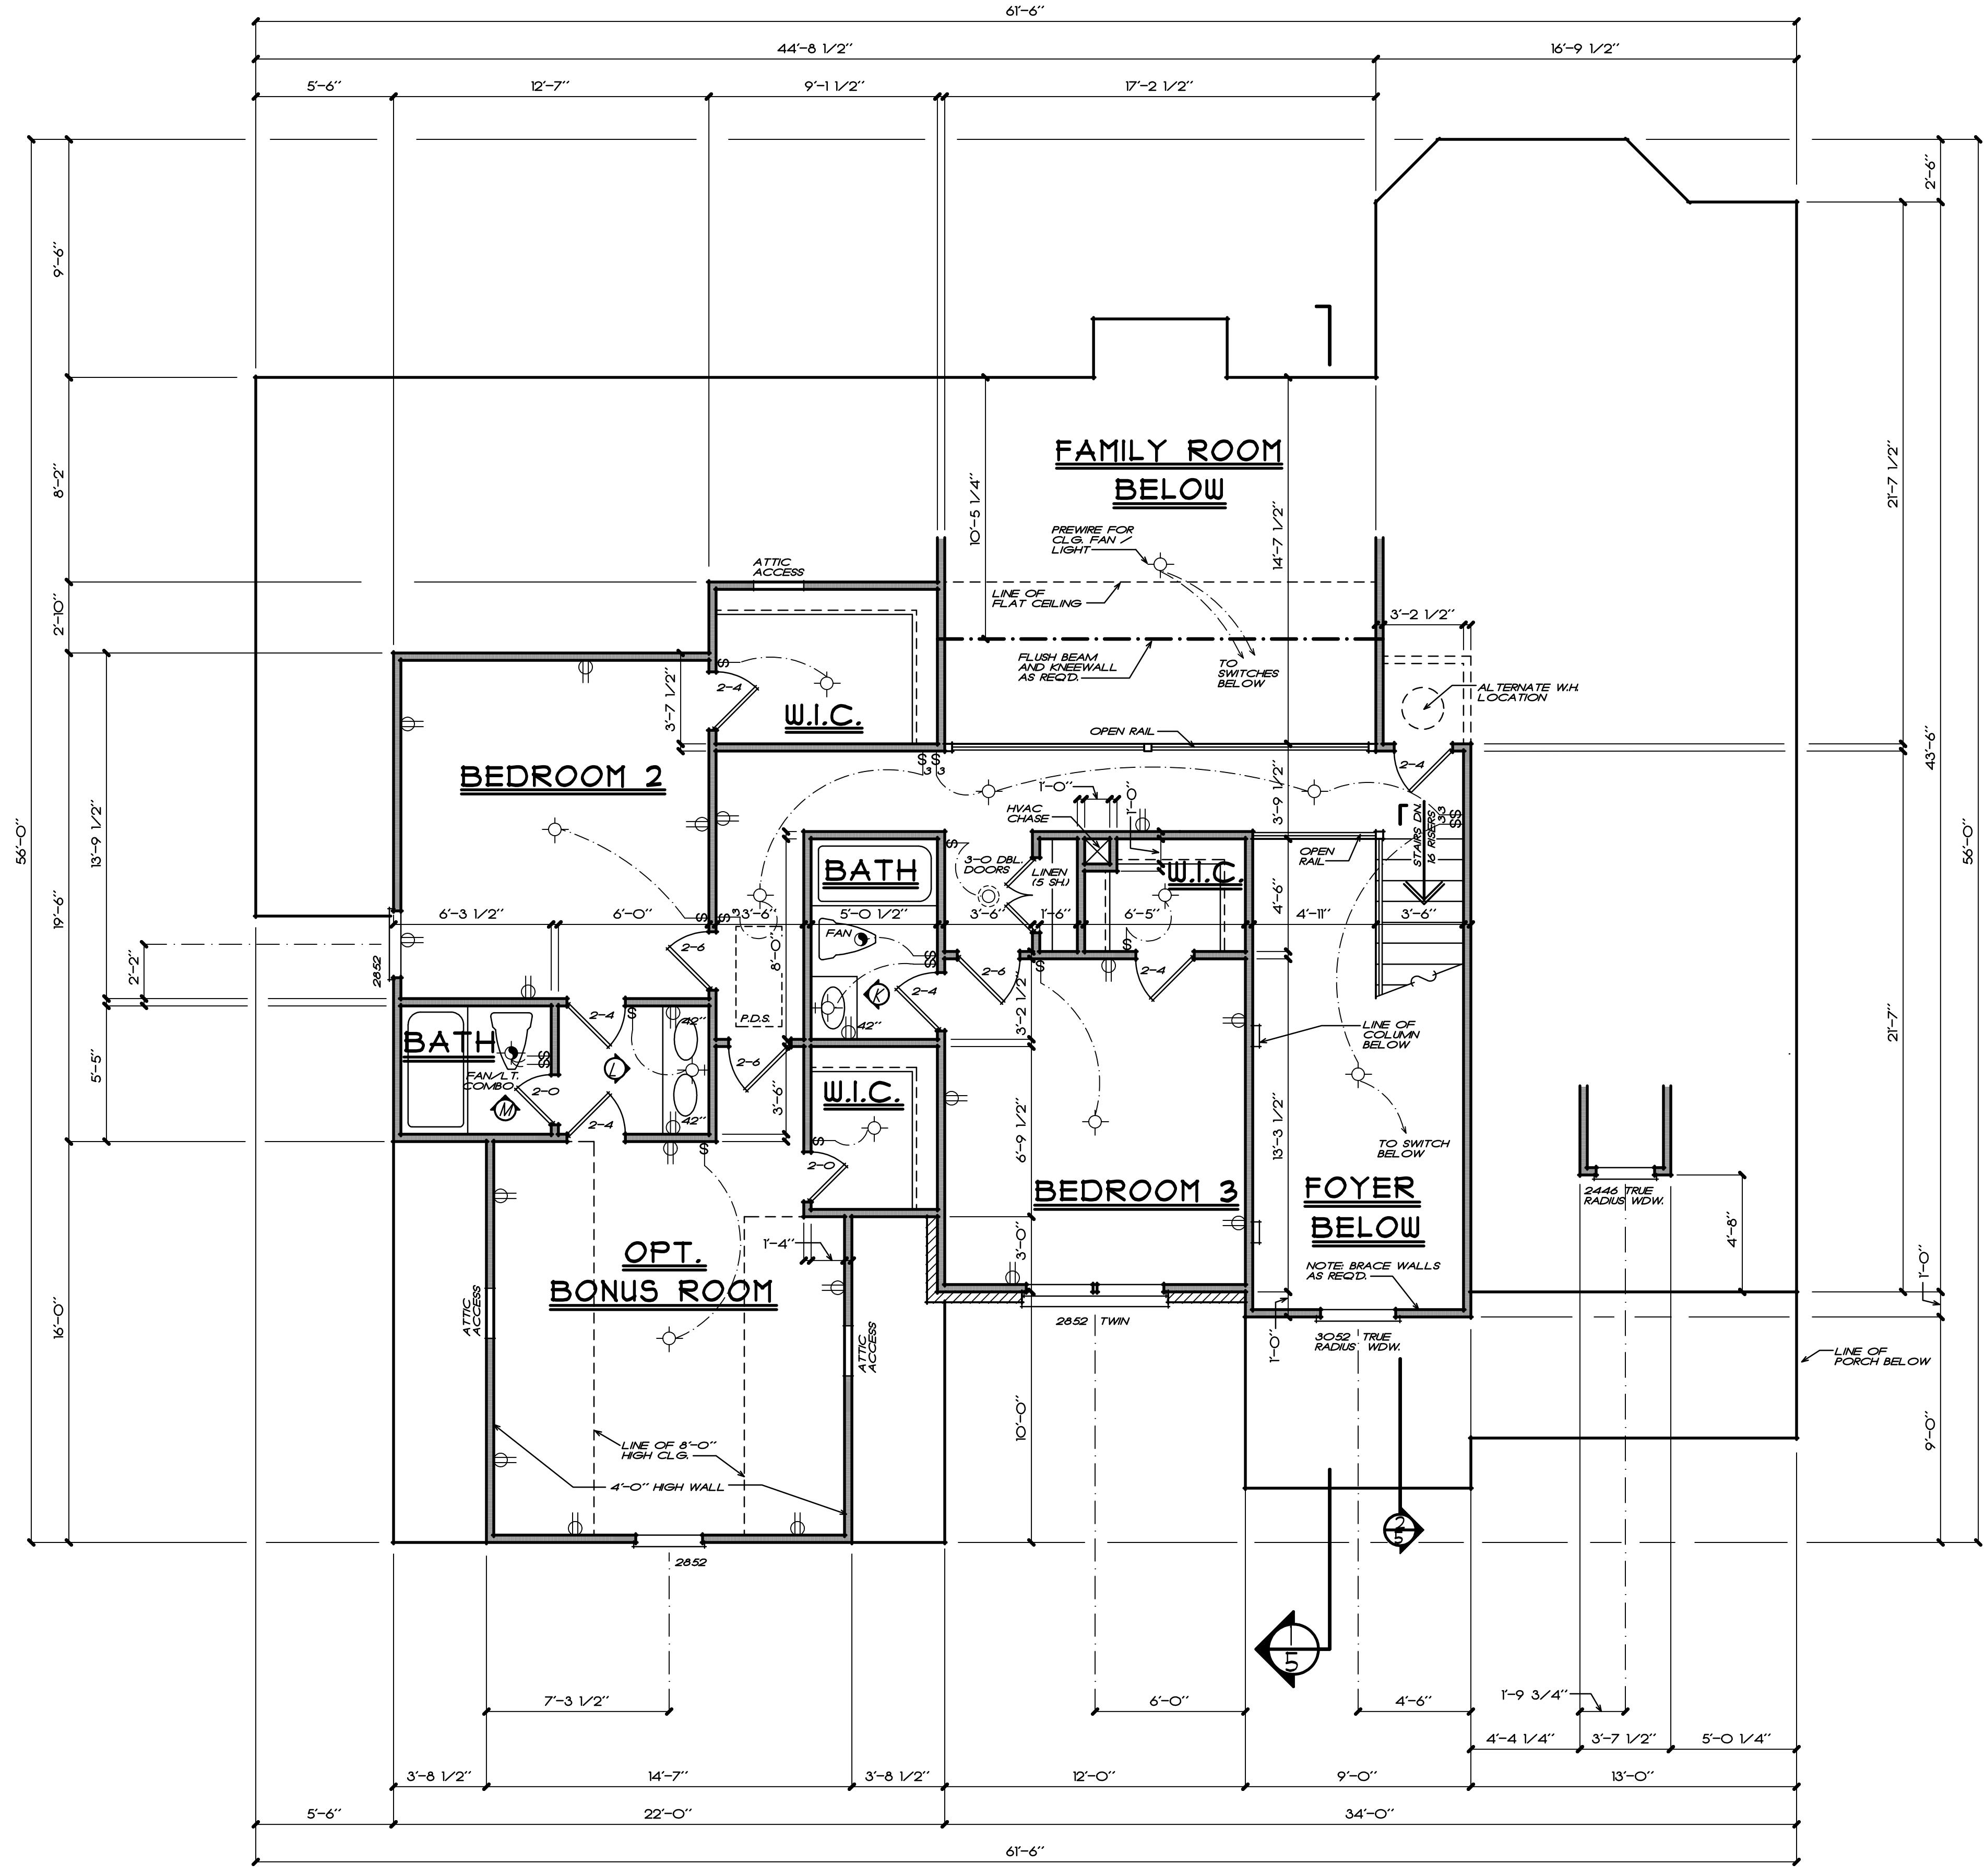 61'-6"
44'-8 1/2"
16'-9 1/2"
5'-6"
12'-7"
9'-1 1/2"
17'-2 1/2"
2'-6"
9'-6"
FAMILY ROOM
BELOW
8'-2"
10'-5 1/4"
14'-7 1/2"
21'-7 1/2"
PREWIRE FOR
CLG. FAN /
LIGHT
ATTIC
ACCESS
LINE OF
FLAT CEILING
2'-10"
3'-2 1/2"
FLUSH BEAM
AND KNEEWALL
AS REQ'D.
TO
SWITCHES
BELOW
ALTERNATE W.H.
LOCATION
S
2-4
3'-7 1/2"
W.I.C.
OPEN RAIL
43'-6"
BEDROOM 2
S S
3 3
2-4
1'-0"
1'-0"
3'-9 1/2"
HVAC
CHASE
STAIRS DN.
16 RISERS
33
SS
56'-0"
13'-9 1/2"
56'-0"
OPEN
RAIL
S
BATH
3-0 DBL.
DOORS
LINEN
(5 SH.)
W.I.C.
19'-6"
4'-6"
6'-3 1/2"
6'-0"
S S 3
3'-6"
5'-0 1/2"
3'-6"
1'-6"
6'-5"
4'-11"
3'-6"
FAN
S
2-6
8'-0"
SS
S
2'-2"
2852
2-6
2-4
2-4
K
42"
3'-2 1/2"
2-4
S
42"
P.D.S.
LINE OF
COLUMN
BELOW
21'-7"
BATH
SS
5'-5"
FAN/LT.
COMBO.
L
2-6
2-0
M
2-4
42"
W.I.C.
3'-6"
6'-9 1/2"
13'-3 1/2"
S
S
TO SWITCH
BELOW
2-0
BEDROOM 3
FOYER
BELOW
2446 TRUE
RADIUS WDW.
4'-8"
OPT.
BONUS ROOM
1'-4"
3'-0"
NOTE: BRACE WALLS
AS REQ'D.
1'-0"
ATTIC
ACCESS
ATTIC
ACCESS
16'-0"
2852 TWIN
1'-0"
3052 TRUE
RADIUS WDW.
LINE OF
PORCH BELOW
10'-0"
9'-0"
LINE OF 8'-0"
HIGH CLG.
4'-0" HIGH WALL
2
5
2852
1
5
7'-3 1/2"
6'-0"
4'-6"
1'-9 3/4"
4'-4 1/4"
3'-7 1/2"
5'-0 1/4"
3'-8 1/2"
14'-7"
3'-8 1/2"
12'-0"
9'-0"
13'-0"
5'-6"
22'-0"
34'-0"
61'-6"